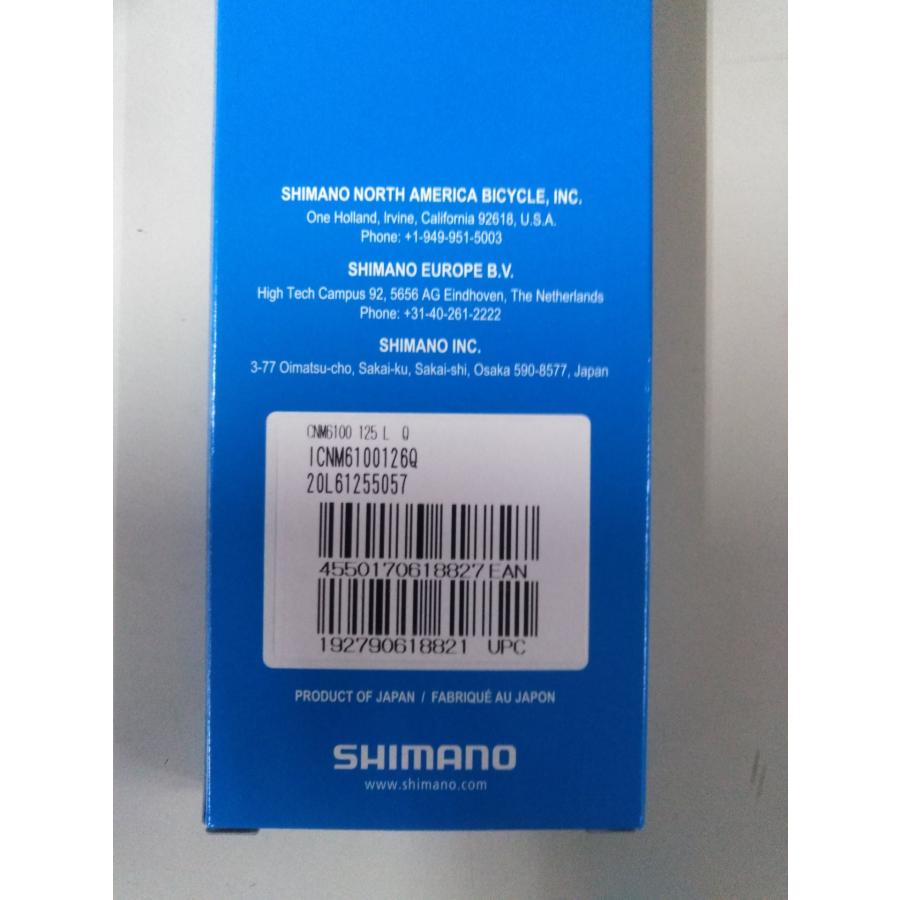 SHIMANO NORTH AMERICA BICYCLE, INC.
One Holland, Irvine, California 92618, U.S.A.
Phone: +1-949-951-5003
SHIMANO EUROPE B.V.
High Tech Campus 92, 5656 AG Eindhoven, The Netherlands
Phone: +31-40-261-2222
SHIMANO INC.
3-77 Oimatsu-cho, Sakai-ku, Sakai-shi, Osaka 590-8577, Japan
CNM6100 125 L Q
ICNM6100126Q
20L61255057
4550170618827 EAN
192790618821 UPC
PRODUCT OF JAPAN / FABRIQUÉ AU JAPON
SHIMANO
www.shimano.com